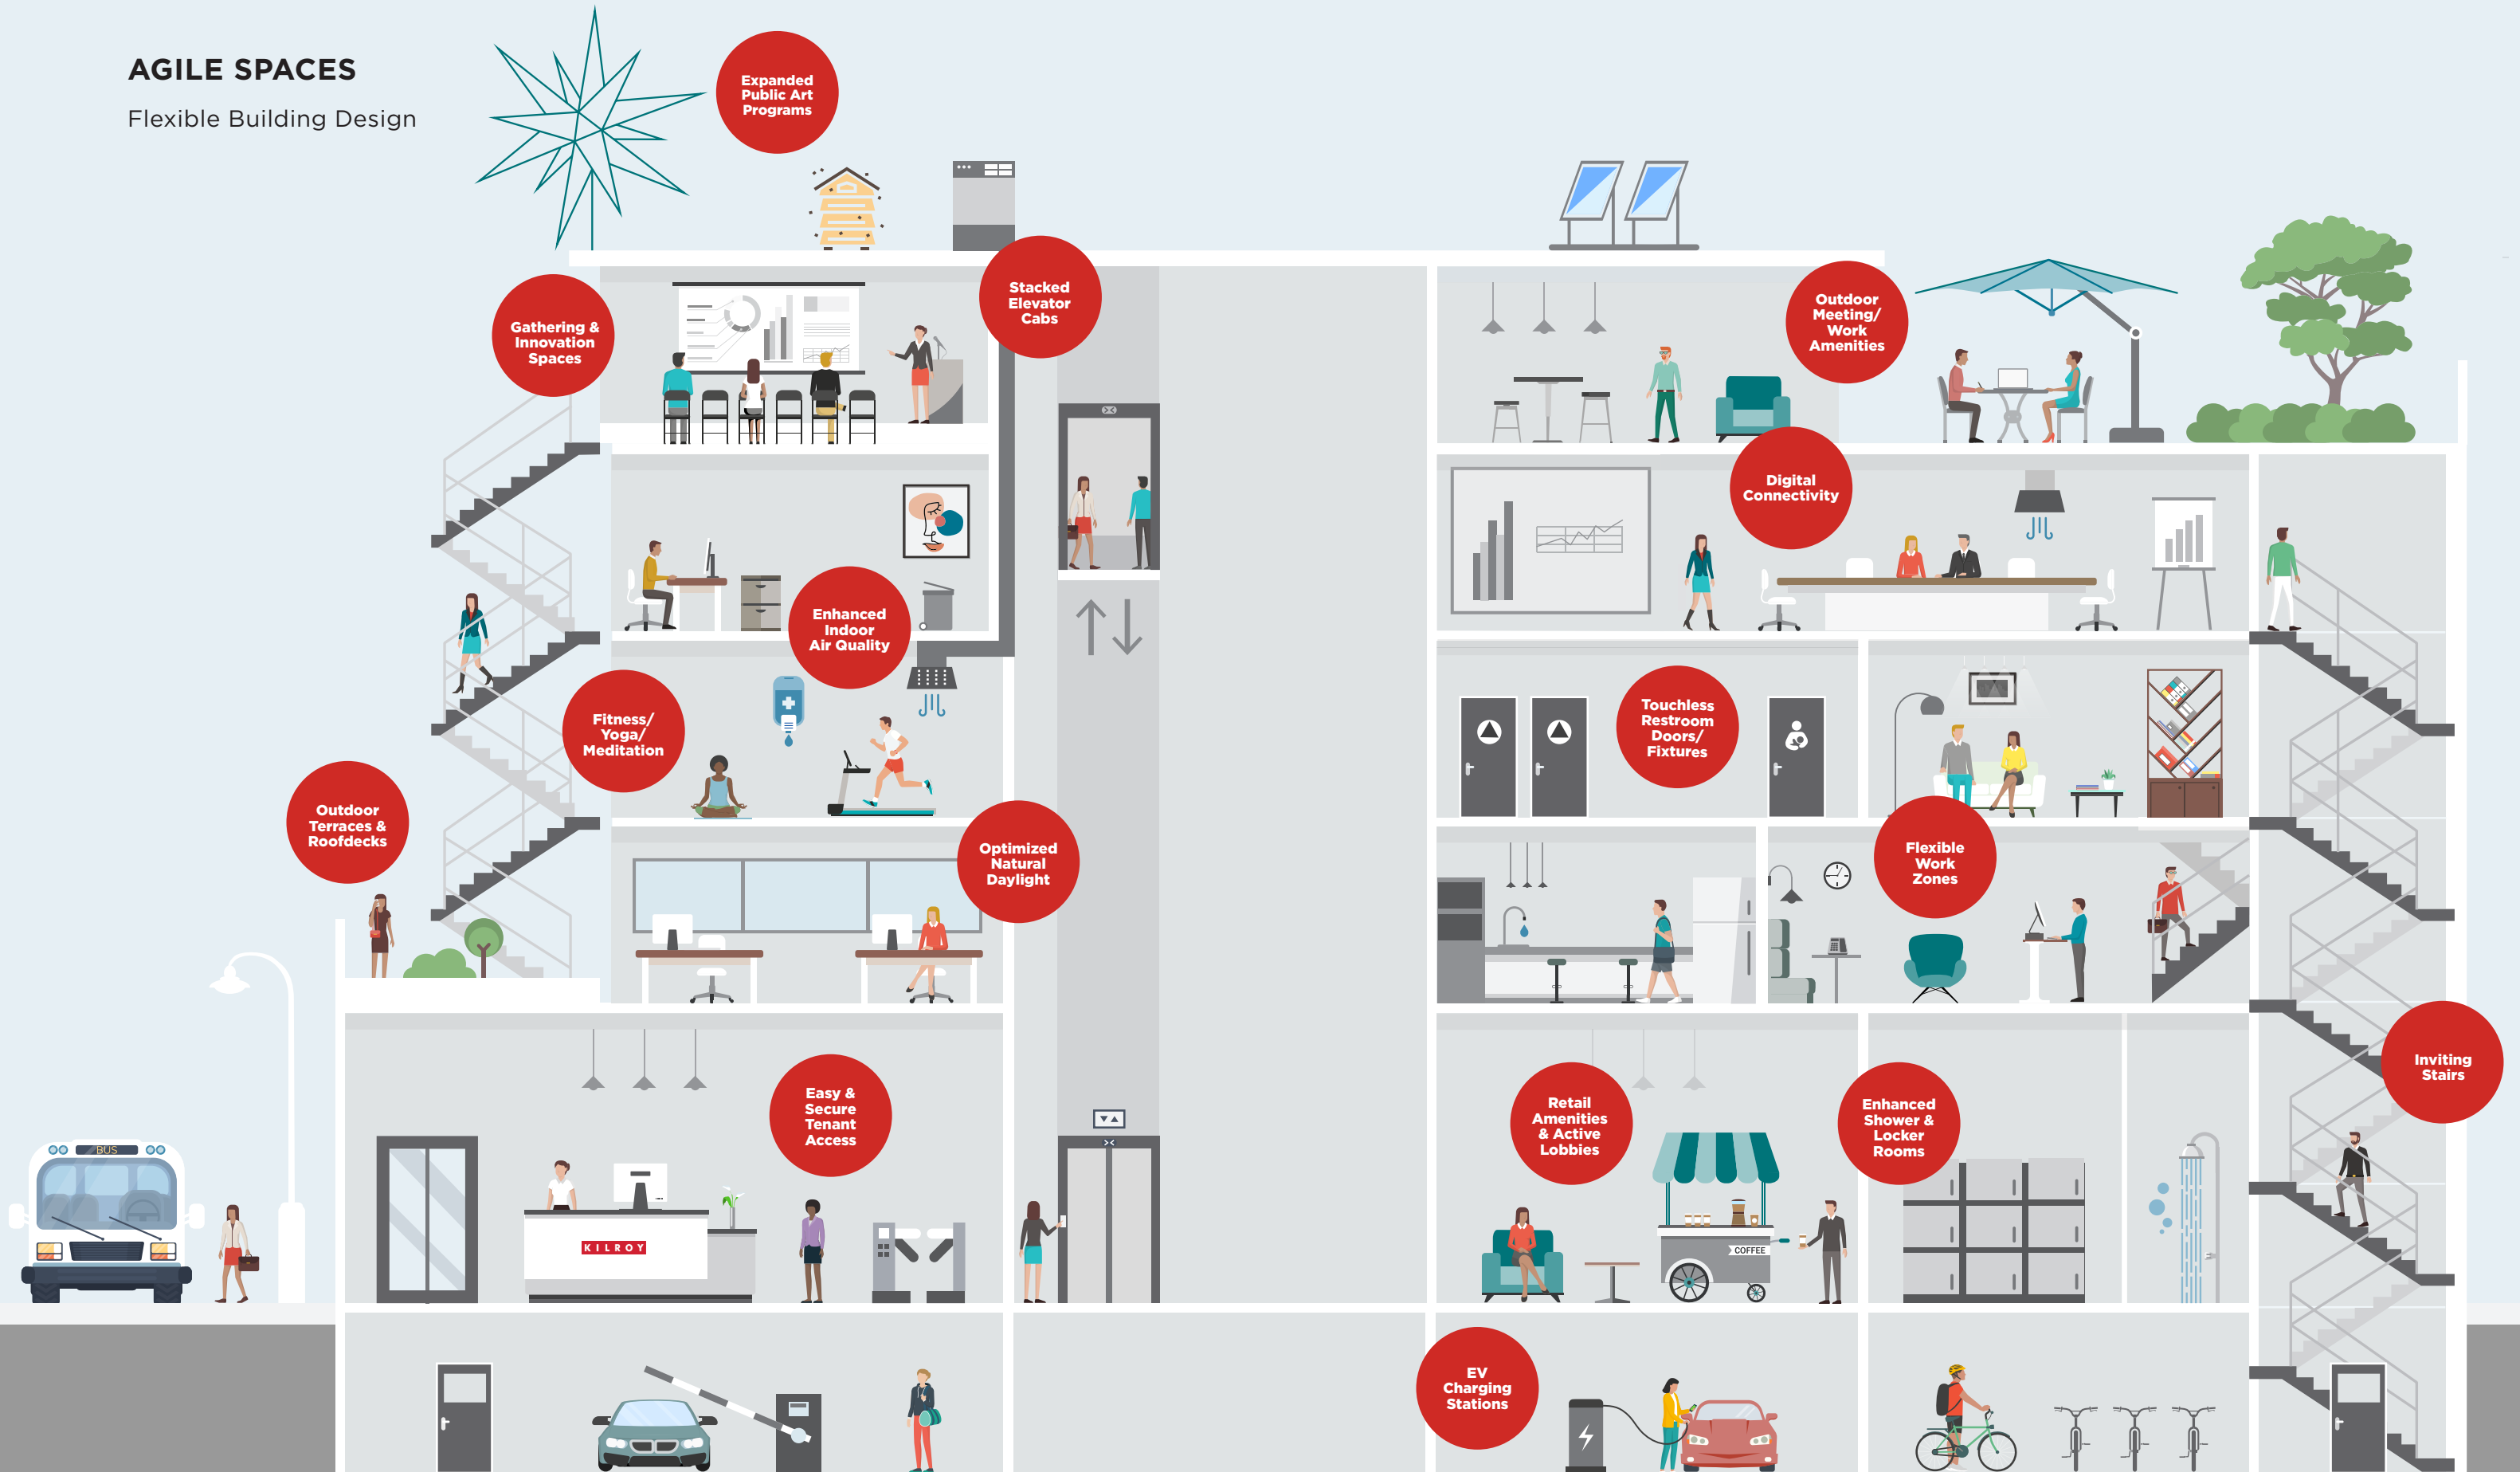 AGILE SPACES
Flexible Building Design
Expanded
Public Art
Programs
Gathering &
Innovation
Spaces
Stacked
Elevator
Cabs
Outdoor
Meeting/
Work
Amenities
Digital
Connectivity
Enhanced
Indoor
Air Quality
Fitness/
Yoga/
Meditation
Touchless
Restroom
Doors/
Fixtures
Outdoor
Terraces &
Roofdecks
Optimized
Natural
Daylight
Flexible
Work
Zones
Easy &
Secure
Tenant
Access
Retail
Amenities
& Active
Lobbies
Enhanced
Shower &
Locker
Rooms
Inviting
Stairs
BUS
KILROY
COFFEE
EV
Charging
Stations